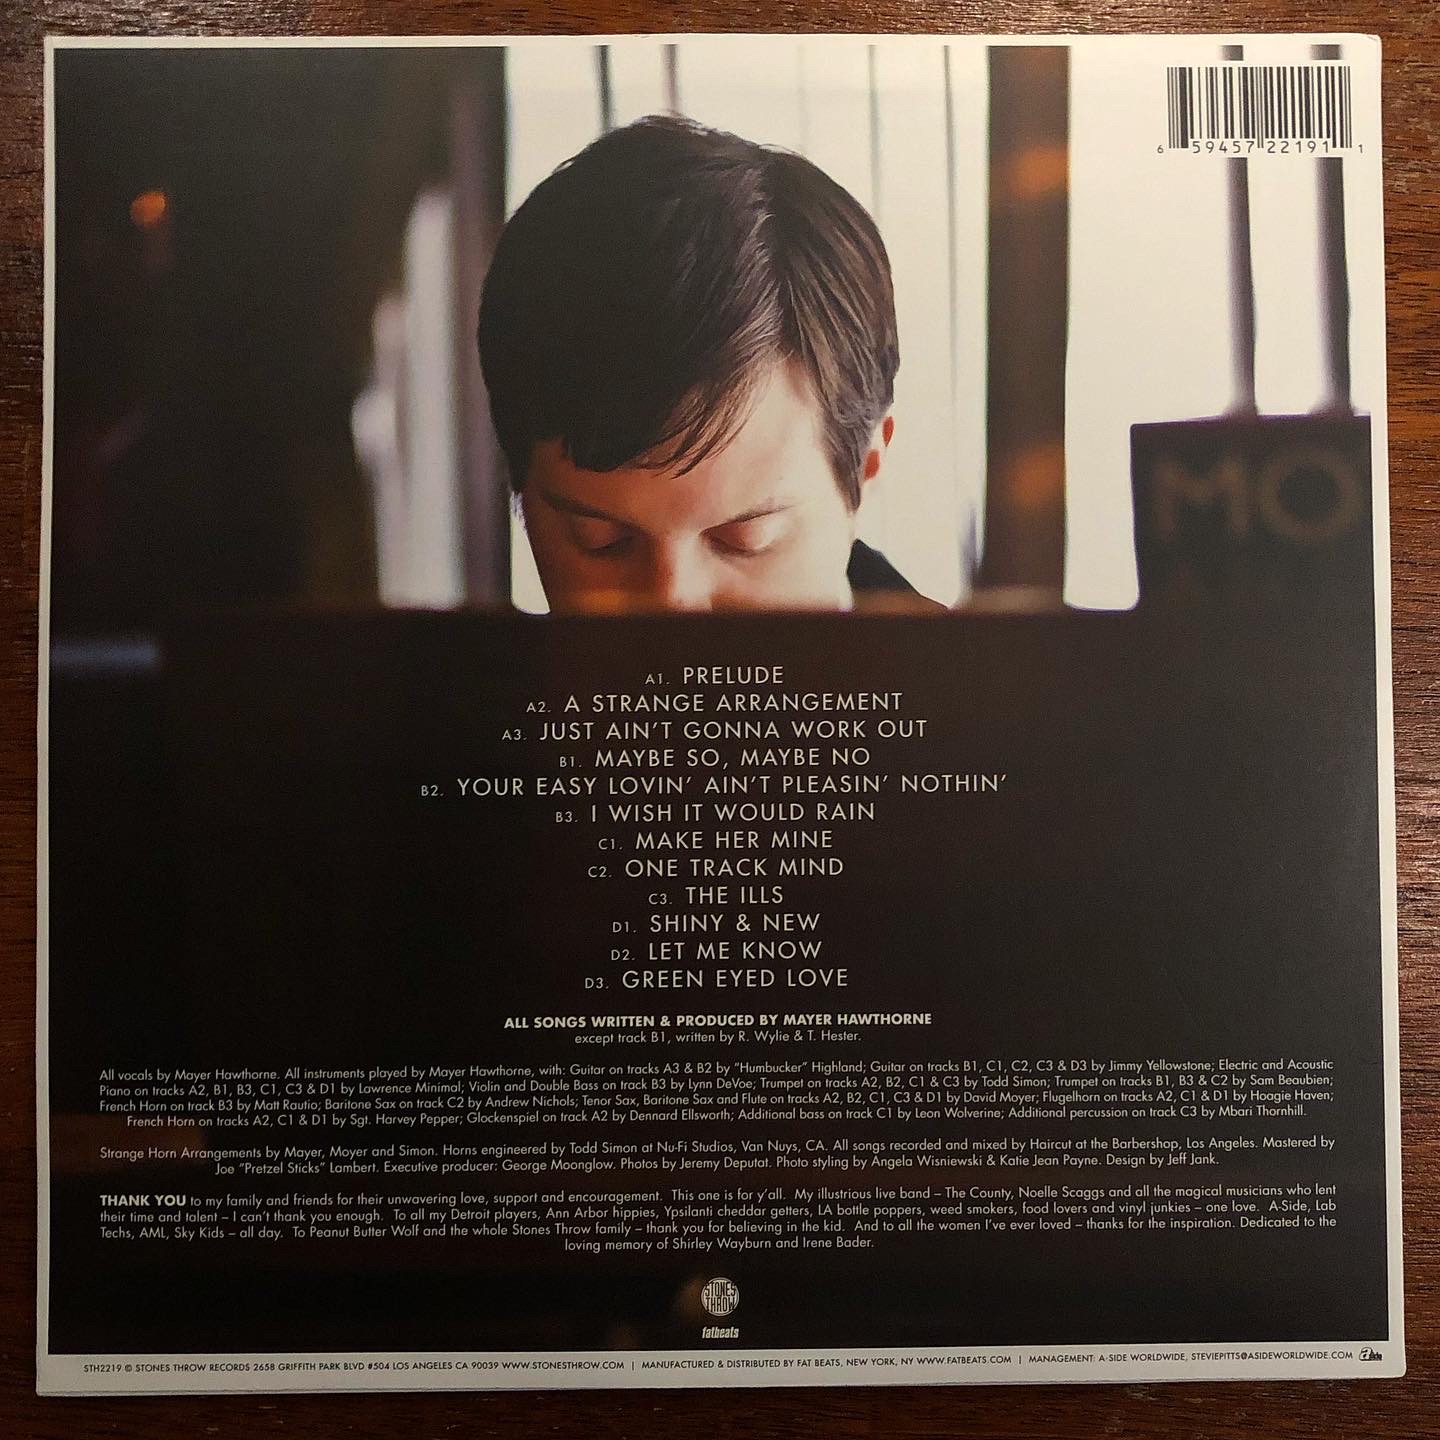 6 59457 22191 1
MO
A1. PRELUDE
A2. A STRANGE ARRANGEMENT
A3. JUST AIN'T GONNA WORK OUT
B1. MAYBE SO, MAYBE NO
B2. YOUR EASY LOVIN' AIN'T PLEASIN' NOTHIN'
B3. I WISH IT WOULD RAIN
C1. MAKE HER MINE
C2. ONE TRACK MIND
C3. THE ILLS
D1. SHINY & NEW
D2. LET ME KNOW
D3. GREEN EYED LOVE
ALL SONGS WRITTEN & PRODUCED BY MAYER HAWTHORNE
except track B1, written by R. Wylie & T. Hester.
All vocals by Mayer Hawthorne. All instruments played by Mayer Hawthorne, with: Guitar on tracks A3 & B2 by "Humbucker" Highland; Guitar on tracks B1, C1, C2, C3 & D3 by Jimmy Yellowstone; Electric and Acoustic
Piano on tracks A2, B1, B3, C1, C3 & D1 by Lawrence Minimal; Violin and Double Bass on track B3 by Lynn DeVoe; Trumpet on tracks A2, B2, C1 & C3 by Todd Simon; Trumpet on tracks B1, B3 & C2 by Sam Beaubien;
French Horn on track B3 by Matt Rautio; Baritone Sax on track C2 by Andrew Nichols; Tenor Sax, Baritone Sax and Flute on tracks A2, B2, C1, C3 & D1 by David Moyer; Flugelhorn on tracks A2, C1 & D1 by Hoagie Haven;
French Horn on tracks A2, C1 & D1 by Sgt. Harvey Pepper; Glockenspiel on track A2 by Dennard Ellsworth; Additional bass on track C1 by Leon Wolverine; Additional percussion on track C3 by Mbari Thornhill.
Strange Horn Arrangements by Mayer, Moyer and Simon. Horns engineered by Todd Simon at Nu-Fi Studios, Van Nuys, CA. All songs recorded and mixed by Haircut at the Barbershop, Los Angeles. Mastered by
Joe "Pretzel Sticks" Lambert. Executive producer: George Moonglow. Photos by Jeremy Deputat. Photo styling by Angela Wisniewski & Katie Jean Payne. Design by Jeff Jank.
THANK YOU to my family and friends for their unwavering love, support and encouragement. This one is for y'all. My illustrious live band – The County, Noelle Scaggs and all the magical musicians who lent
their time and talent – I can't thank you enough. To all my Detroit players, Ann Arbor hippies, Ypsilanti cheddar getters, LA bottle poppers, weed smokers, food lovers and vinyl junkies – one love. A-Side, Lab
Techs, AML, Sky Kids – all day. To Peanut Butter Wolf and the whole Stones Throw family – thank you for believing in the kid. And to all the women I've ever loved – thanks for the inspiration. Dedicated to the
loving memory of Shirley Wayburn and Irene Bader.
STONES
THROW
fatbeats
STH2219 © STONES THROW RECORDS 2658 GRIFFITH PARK BLVD #504 LOS ANGELES CA 90039 WWW.STONESTHROW.COM | MANUFACTURED & DISTRIBUTED BY FAT BEATS, NEW YORK, NY WWW.FATBEATS.COM | MANAGEMENT: A-SIDE WORLDWIDE, STEVIEPITTS@ASIDEWORLDWIDE.COM